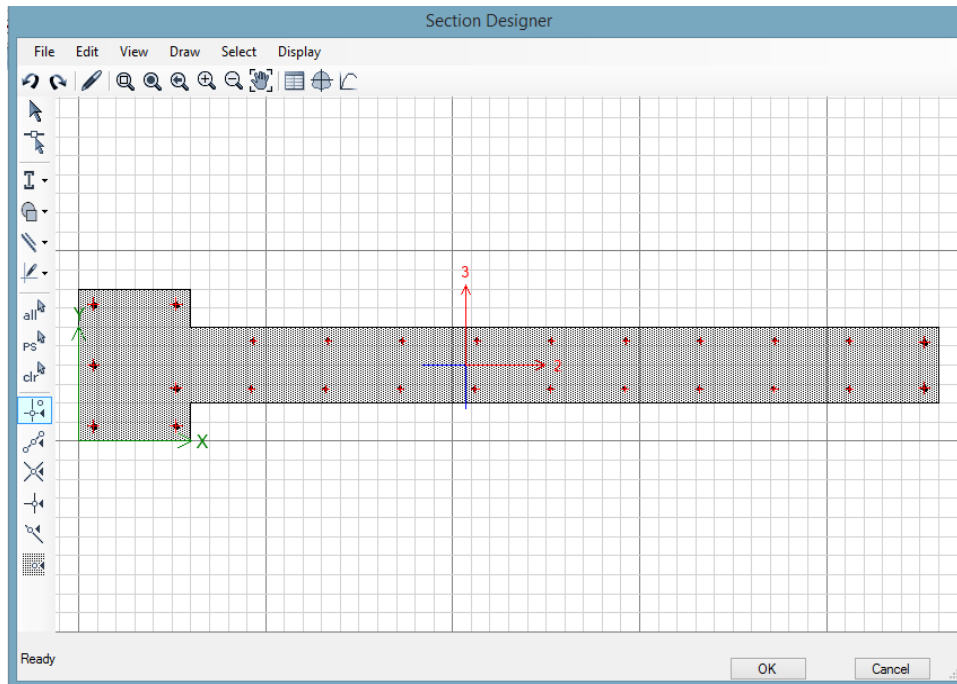 Section Designer
File Edit View Draw Select Display
all
PS
clr
3
2
Y
X
Ready
OK Cancel